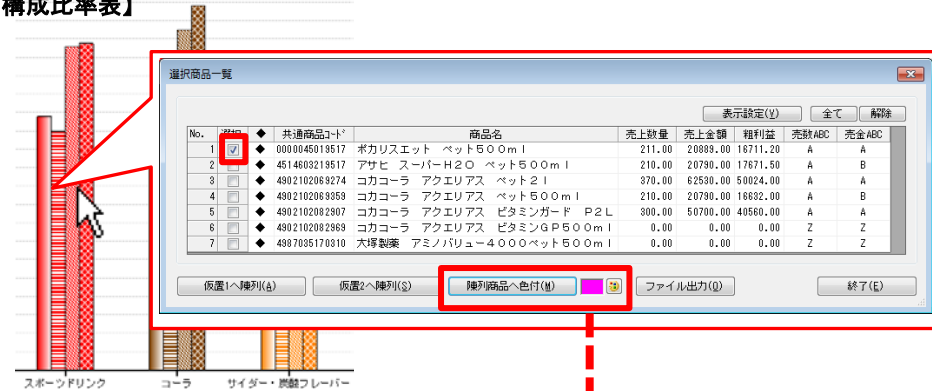 構成比率表】
選択商品一覧
表示設定(V) 全て 解除
No. 選択 ◆ 共通商品コード 商品名 売上数量 売上金額 粗利益 売数ABC 売金ABC
1 ◆ 0000045019517 ポカリスエット ペット500ml 211.00 20889.00 16711.20 A A
2 ◆ 4514603219517 アサヒ スーパーH2O ペット500ml 210.00 20790.00 17671.50 A B
3 ◆ 4902102069274 コカコーラ アクエリアス ペット2l 370.00 62530.00 50024.00 A A
4 ◆ 4902102069359 コカコーラ アクエリアス ペット500ml 210.00 20790.00 16632.00 A B
5 ◆ 4902102082907 コカコーラ アクエリアス ビタミンガード P2L 300.00 50700.00 40560.00 A A
6 ◆ 4902102082969 コカコーラ アクエリアス ビタミンGP500ml 0.00 0.00 0.00 Z Z
7 ◆ 4987035170310 大塚製薬 アミノバリュー4000ペット500ml 0.00 0.00 0.00 Z Z
仮置1へ陳列(A) 仮置2へ陳列(S) 陳列商品へ色付(M) ファイル出力(O) 終了(E)
スポーツドリンク コーラ サイダー・炭酸フレーバー